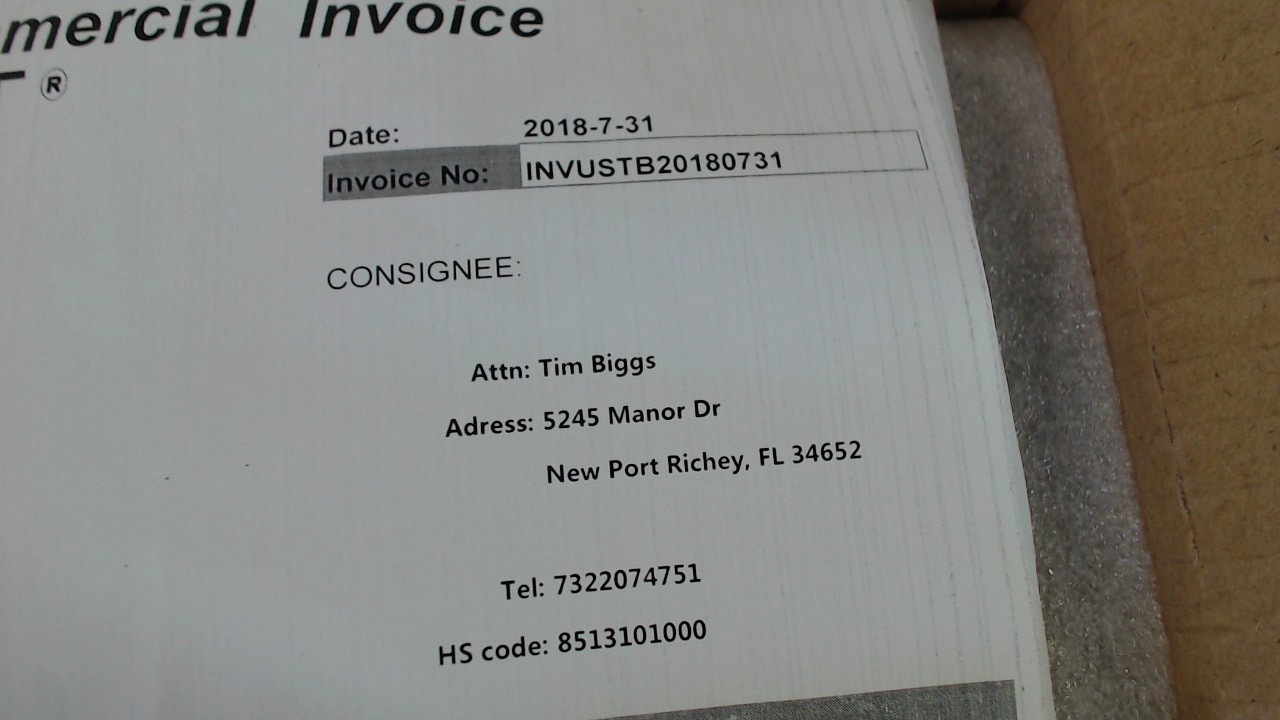 mercial Invoice
®
Date: 2018-7-31
Invoice No: INVUSTB20180731
CONSIGNEE:
Attn: Tim Biggs
Adress: 5245 Manor Dr
New Port Richey, FL 34652
Tel: 7322074751
HS code: 8513101000